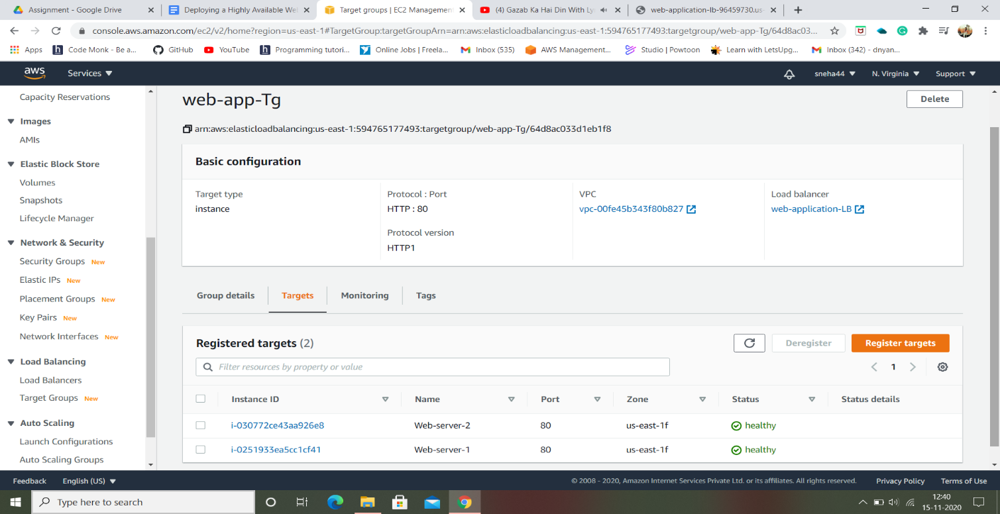 Assignment - Google Drive
Deploying a Highly Available We
Target groups | EC2 Managemen
(4) Gazab Ka Hai Din With Ly
web-application-lb-96459730.us-
console.aws.amazon.com/ec2/v2/home?region=us-east-1#TargetGroup:targetGroupArn=arn:aws:elasticloadbalancing:us-east-1:594765177493:targetgroup/web-app-Tg/64d8ac03...
Apps
Code Monk - Be a...
GitHub
YouTube
Programming tutori...
Online Jobs | Freela...
Inbox (535)
AWS Management...
Studio | Powtoon
Learn with LetsUpg...
Inbox (342) - dnyan...
aws
Services
sneha44
N. Virginia
Support
Capacity Reservations
Images
AMIs
Elastic Block Store
Volumes
Snapshots
Lifecycle Manager
Network & Security
Security Groups New
Elastic IPs New
Placement Groups New
Key Pairs New
Network Interfaces New
Load Balancing
Load Balancers
Target Groups New
Auto Scaling
Launch Configurations
Auto Scaling Groups
web-app-Tg
Delete
arn:aws:elasticloadbalancing:us-east-1:594765177493:targetgroup/web-app-Tg/64d8ac033d1eb1f8
Basic configuration
Target type
instance
Protocol : Port
HTTP : 80
Protocol version
HTTP1
VPC
vpc-00fe45b343f80b827
Load balancer
web-application-LB
Group details
Targets
Monitoring
Tags
Registered targets (2)
Deregister
Register targets
Filter resources by property or value
1
Instance ID Name Port Zone Status Status details
i-030772ce43aa926e8 Web-server-2 80 us-east-1f healthy
i-0251933ea5cc1cf41 Web-server-1 80 us-east-1f healthy
Feedback
English (US)
© 2008 - 2020, Amazon Internet Services Private Ltd. or its affiliates. All rights reserved.
Privacy Policy
Terms of Use
Type here to search
12:40
15-11-2020